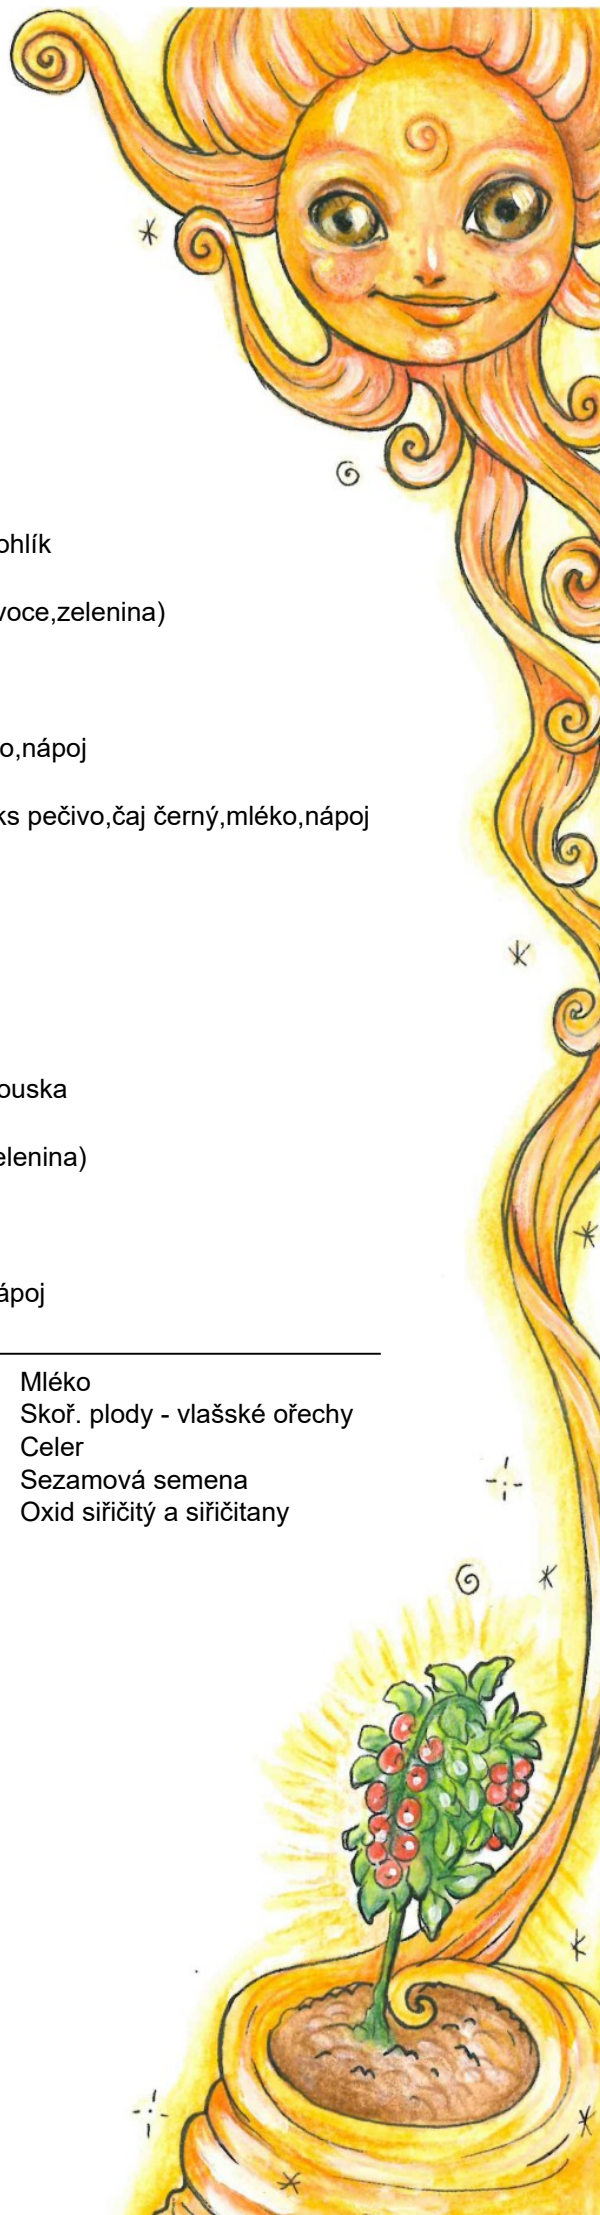 ohlík
voce,zelenina)
o,nápoj
ks pečivo,čaj černý,mléko,nápoj
ouska
elenina)
ápoj
Mléko
Skoř. plody - vlašské ořechy
Celer
Sezamová semena
Oxid siřičitý a siřičitany